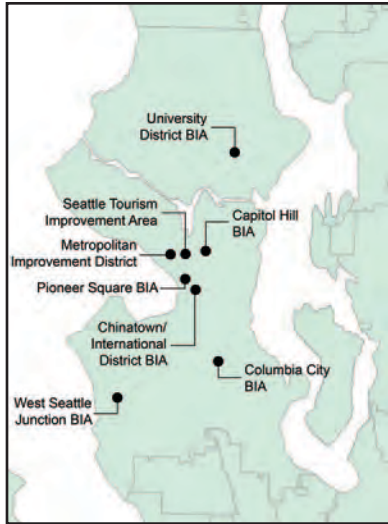 University
District BIA
Seattle Tourism
Improvement Area
Capitol Hill
BIA
Metropolitan
Improvement District
Pioneer Square BIA
Chinatown/
International
District BIA
Columbia City
BIA
West Seattle
Junction BIA